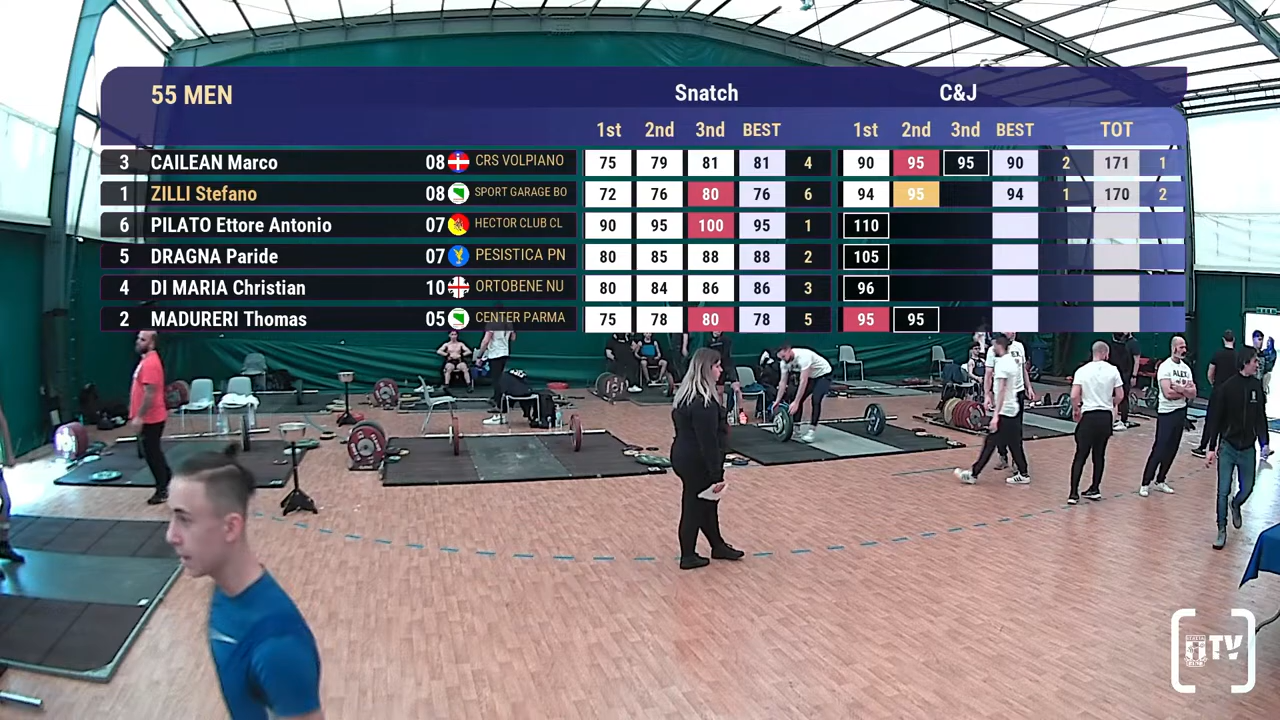 55 MEN Snatch C&J
1st 2nd 3nd BEST 1st 2nd 3nd BEST TOT
3 CAILEAN Marco 08 CRS VOLPIANO 75 79 81 81 4 90 95 95 90 2 171 1
1 ZILLI Stefano 08 SPORT GARAGE BO 72 76 80 76 6 94 95 94 1 170 2
6 PILATO Ettore Antonio 07 HECTOR CLUB CL 90 95 100 95 1 110
5 DRAGNA Paride 07 PESISTICA PN 80 85 88 88 2 105
4 DI MARIA Christian 10 ORTOBENE NU 80 84 86 86 3 96
2 MADURERI Thomas 05 CENTER PARMA 75 78 80 78 5 95 95
TV